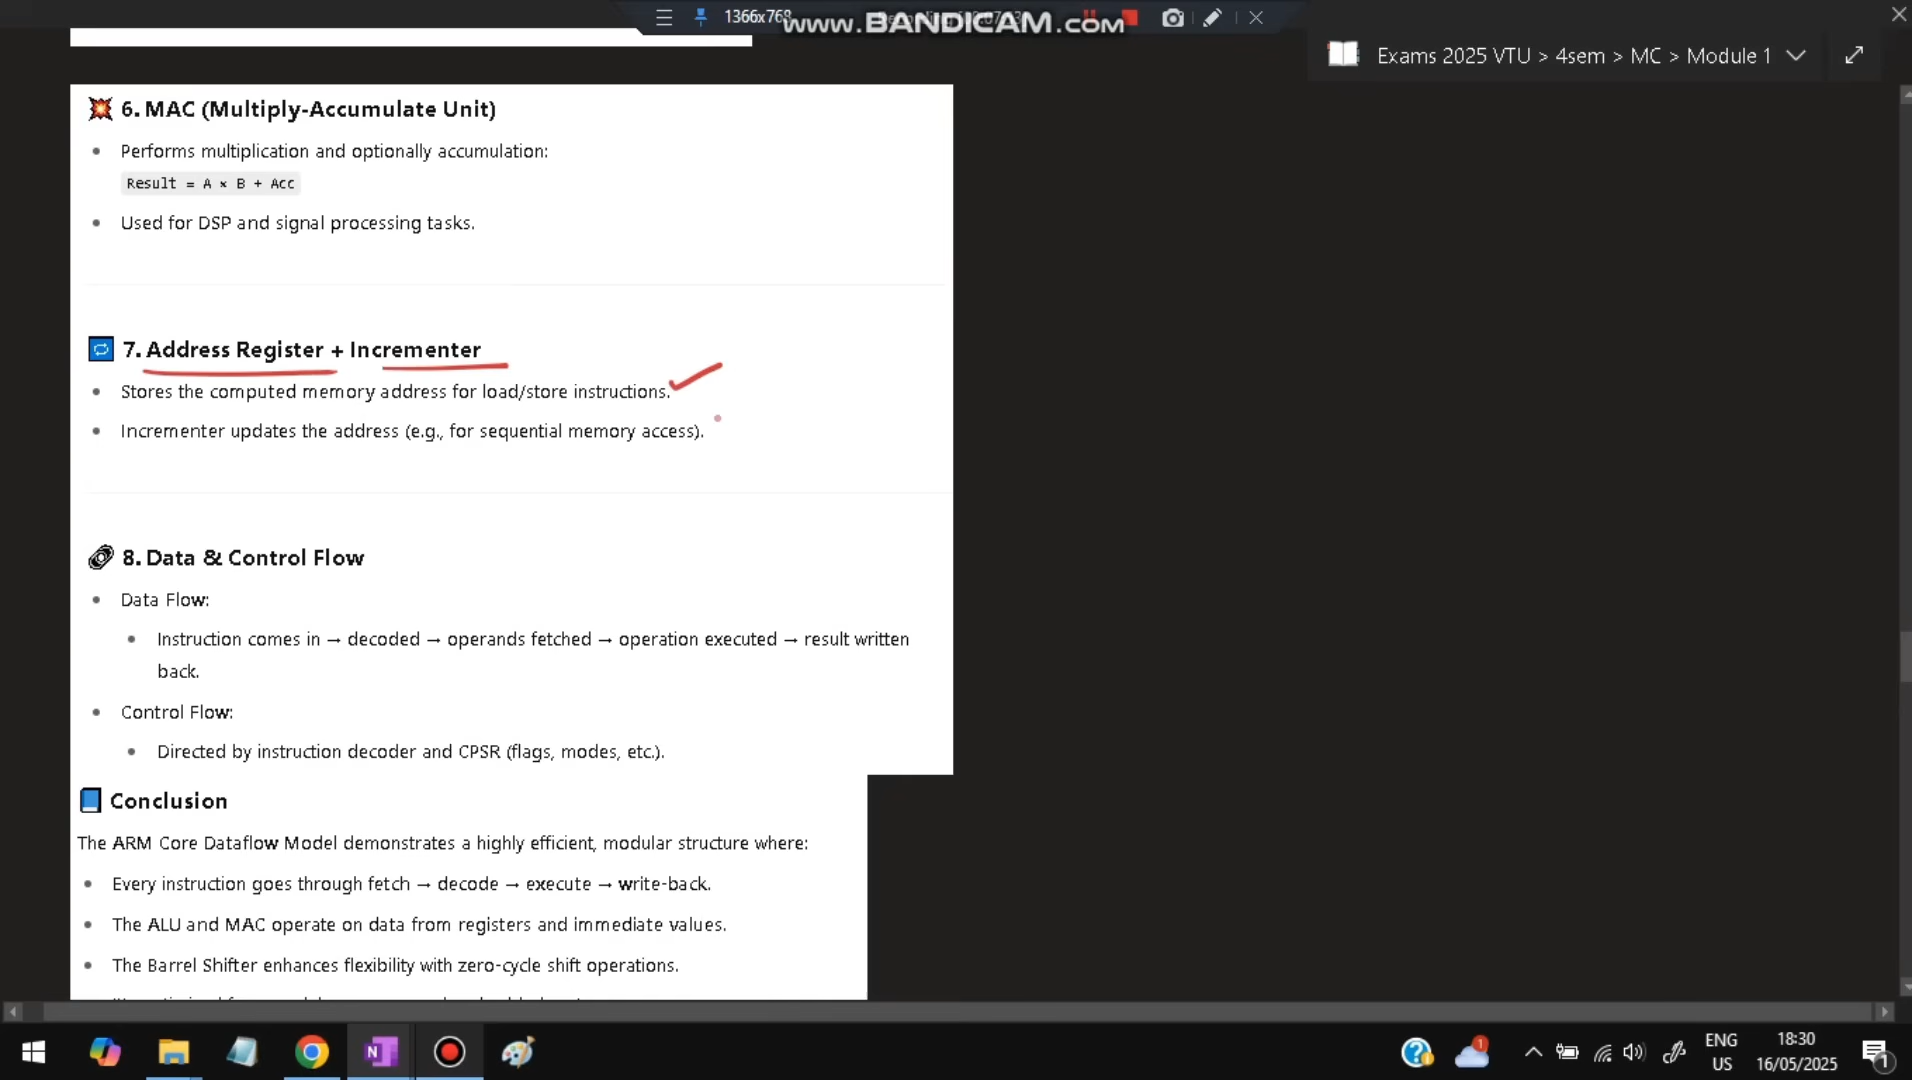 1366x768
www.BANDICAM.com
Exams 2025 VTU > 4sem > MC > Module 1
6. MAC (Multiply-Accumulate Unit)
Performs multiplication and optionally accumulation:
Result = A × B + Acc
Used for DSP and signal processing tasks.
7. Address Register + Incrementer
Stores the computed memory address for load/store instructions.
Incrementer updates the address (e.g., for sequential memory access).
8. Data & Control Flow
Data Flow:
Instruction comes in → decoded → operands fetched → operation executed → result written
back.
Control Flow:
Directed by instruction decoder and CPSR (flags, modes, etc.).
Conclusion
The ARM Core Dataflow Model demonstrates a highly efficient, modular structure where:
Every instruction goes through fetch → decode → execute → write-back.
The ALU and MAC operate on data from registers and immediate values.
The Barrel Shifter enhances flexibility with zero-cycle shift operations.
N
1
ENG
US
18:30
16/05/2025
1